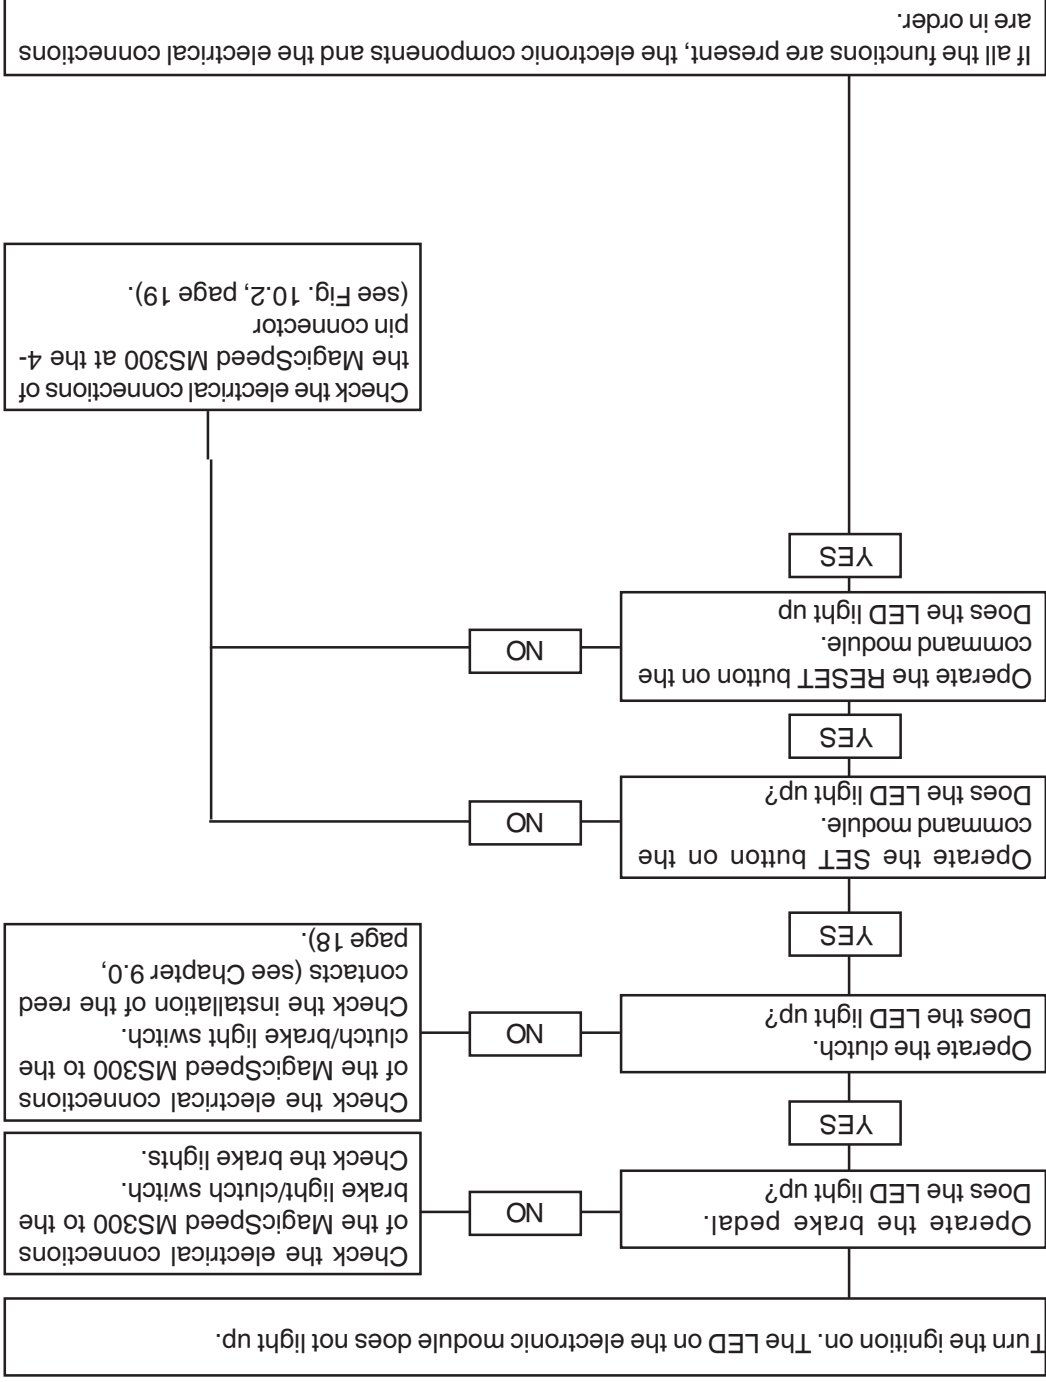 Turn the ignition on. The LED on the electronic module does not light up.
Operate the brake pedal.
Does the LED light up?
NO
Check the electrical connections
of the MagicSpeed MS300 to the
brake light/clutch switch.
Check the brake lights.
YES
Operate the clutch.
Does the LED light up?
NO
Check the electrical connections
of the MagicSpeed MS300 to the
clutch/brake light switch.
Check the installation of the reed
contacts (see Chapter 9.0,
page 18).
YES
Operate the SET button on the
command module.
Does the LED light up?
NO
YES
Operate the RESET button on the
command module.
Does the LED light up
NO
Check the electrical connections of
the MagicSpeed MS300 at the 4-
pin connector
(see Fig. 10.2, page 19).
YES
If all the functions are present, the electronic components and the electrical connections
are in order.